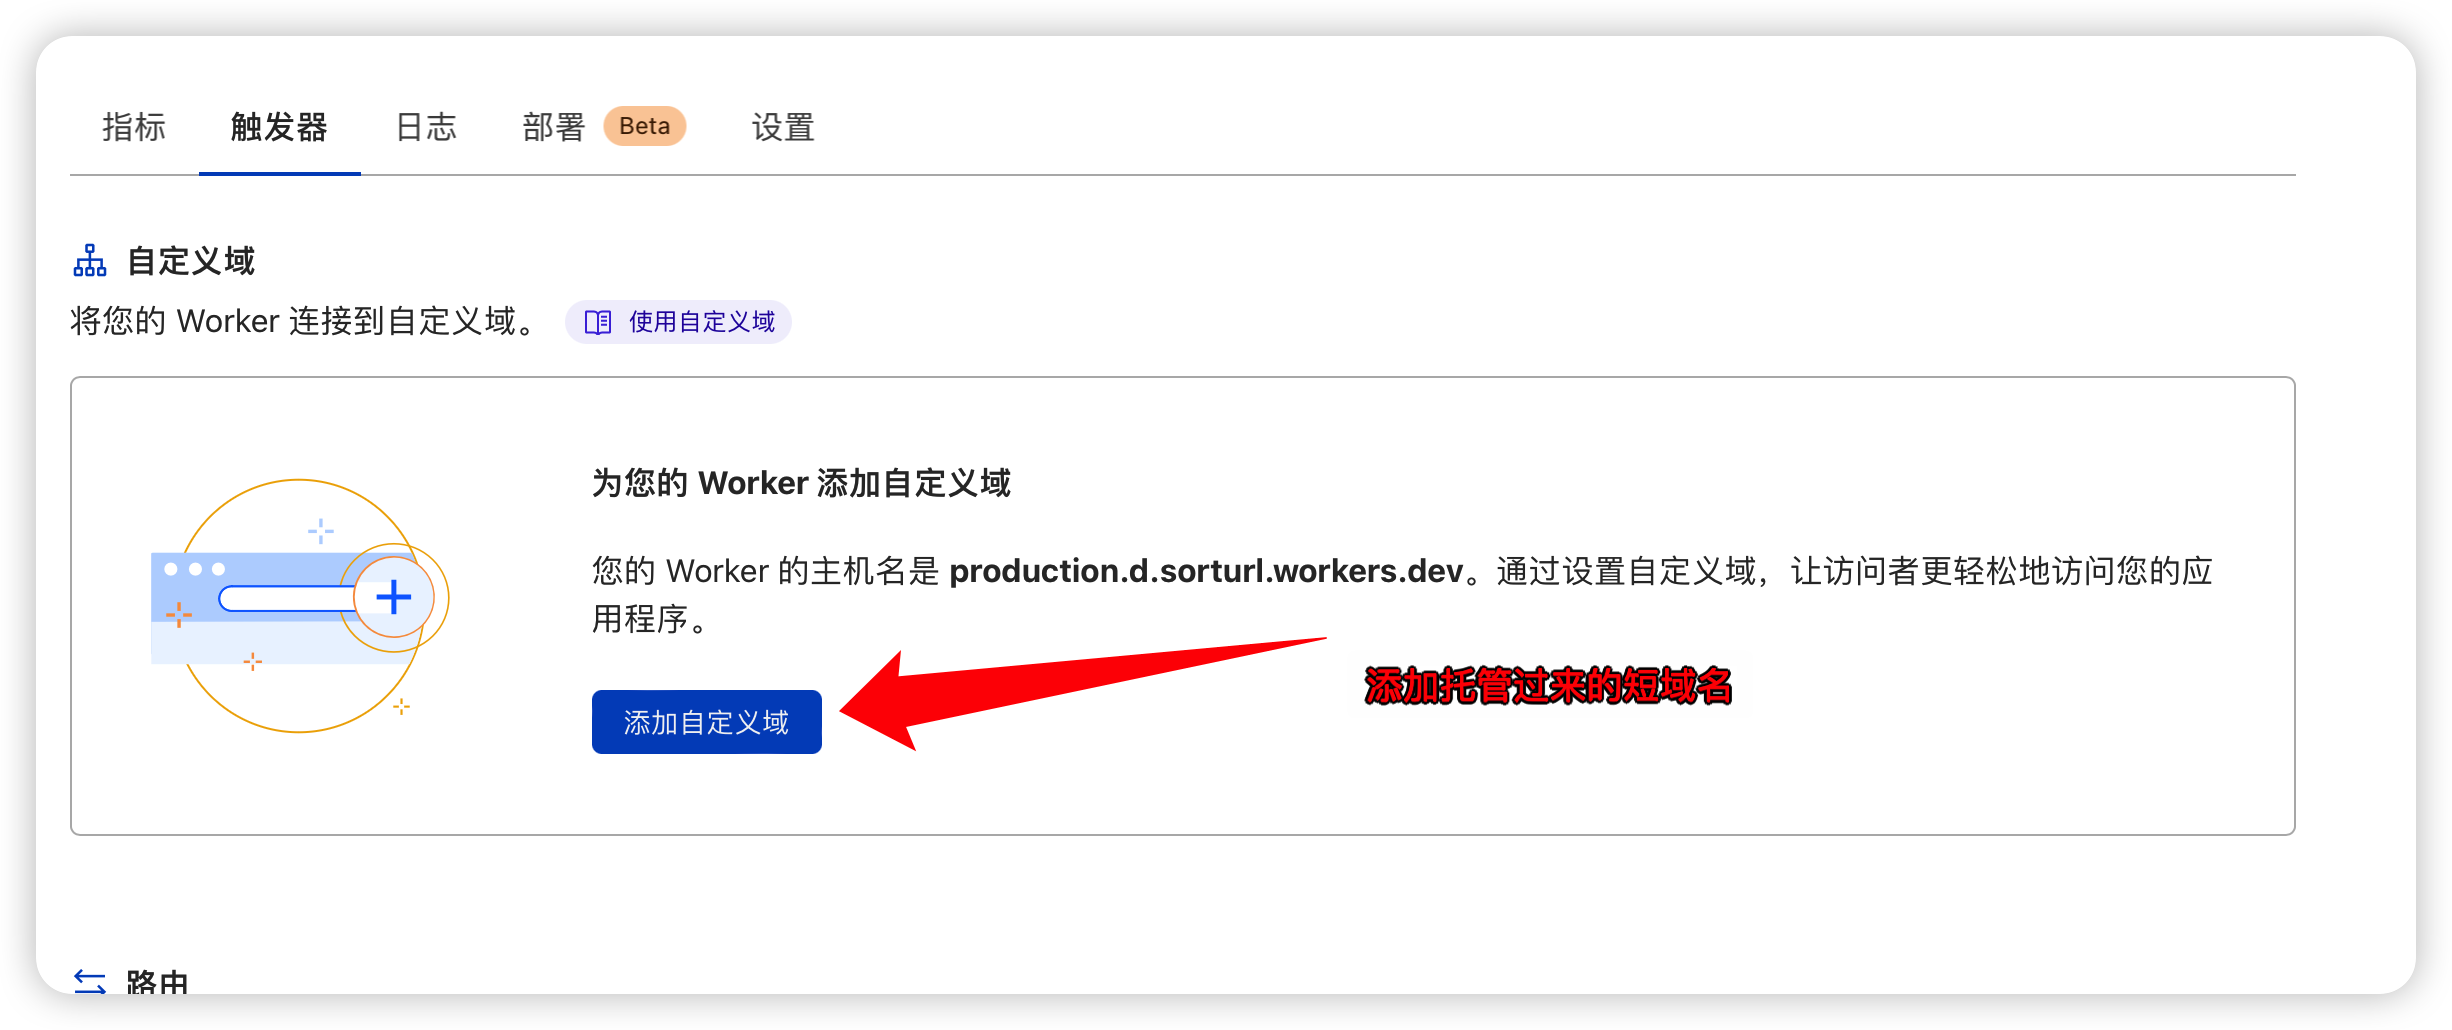 指标 触发器 日志 部署 Beta 设置
自定义域
将您的 Worker 连接到自定义域。 使用自定义域
为您的 Worker 添加自定义域
您的 Worker 的主机名是 production.d.sorturl.workers.dev。通过设置自定义域，让访问者更轻松地访问您的应
用程序。
添加托管过来的短域名
添加自定义域
路由